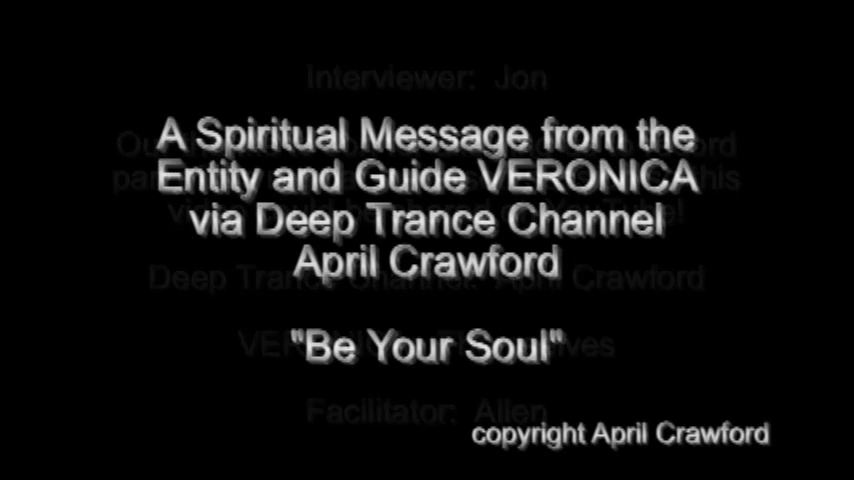 Interviewer: Jon
A Spiritual Message from the
Entity and Guide VERONICA
via Deep Trance Channel
April Crawford
Deep Trance Channel: April Crawford
"Be Your Soul"
Facilitator: Allen
copyright April Crawford